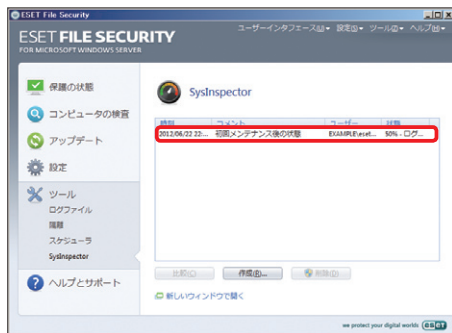 ESET File Security
ESET FILE SECURITY
FOR MICROSOFT WINDOWS SERVER
ユーザーインタフェース(U)▾ 設定(S)▾ ツール(T)▾ ヘルプ(H)▾
保護の状態
コンピュータの検査
アップデート
設定
ツール
ログファイル
隔離
スケジューラ
SysInspector
ヘルプとサポート
SysInspector
時刻 コメント ユーザー 状態
2012/06/22 22:... 初回メンテナンス後の状態 EXAMPLE\eset... 50% - ログ...
比較(C) 作成(R)... 削除(D)
新しいウィンドウで開く
we protect your digital worlds eset